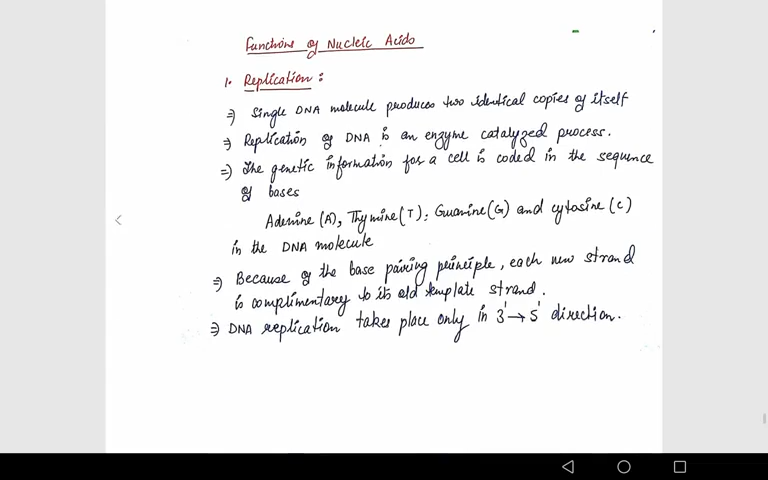 Functions of Nucleic Acids
1. Replication :
⇒ Single DNA molecule produces two identical copies of itself
⇒ Replication of DNA is an enzyme catalyzed process.
⇒ The genetic information for a cell is coded in the sequence
of bases
Adenine (A), Thymine (T), Guanine (G) and cytosine (C)
in the DNA molecule
⇒ Because of the base pairing principle, each new strand
is complimentary to its old template strand.
⇒ DNA replication takes place only in 3' → 5' direction.